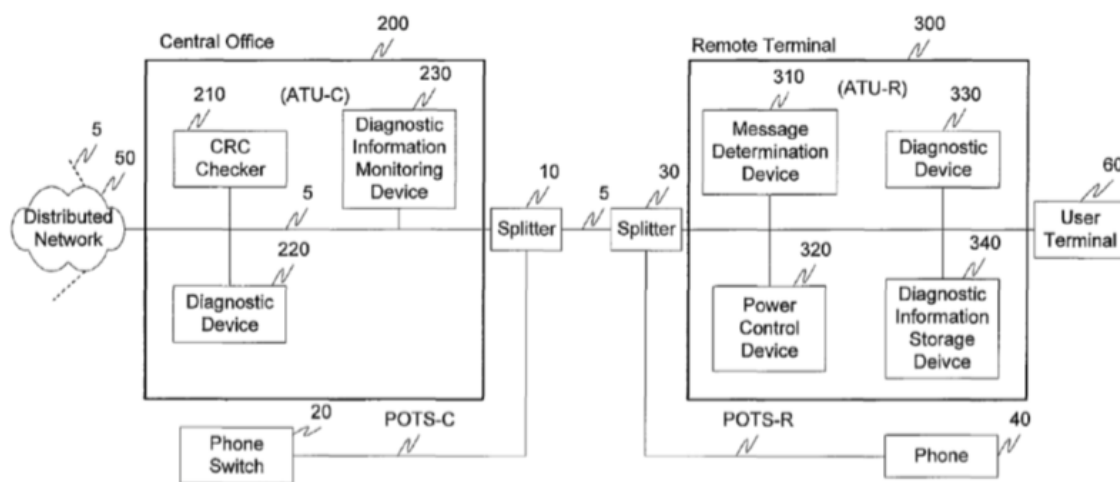 200
300
Central Office
Remote Terminal
230
310
(ATU-C)
(ATU-R)
330
210
5
50
CRC
Checker
Diagnostic
Information
Monitoring
Device
Message
Determination
Device
Diagnostic
Device
10
5
30
60
5
Distributed
Network
Splitter
Splitter
User
Terminal
220
320
340
Diagnostic
Device
Power
Control
Device
Diagnostic
Information
Storage
Deivce
20
POTS-C
POTS-R
40
Phone
Switch
Phone